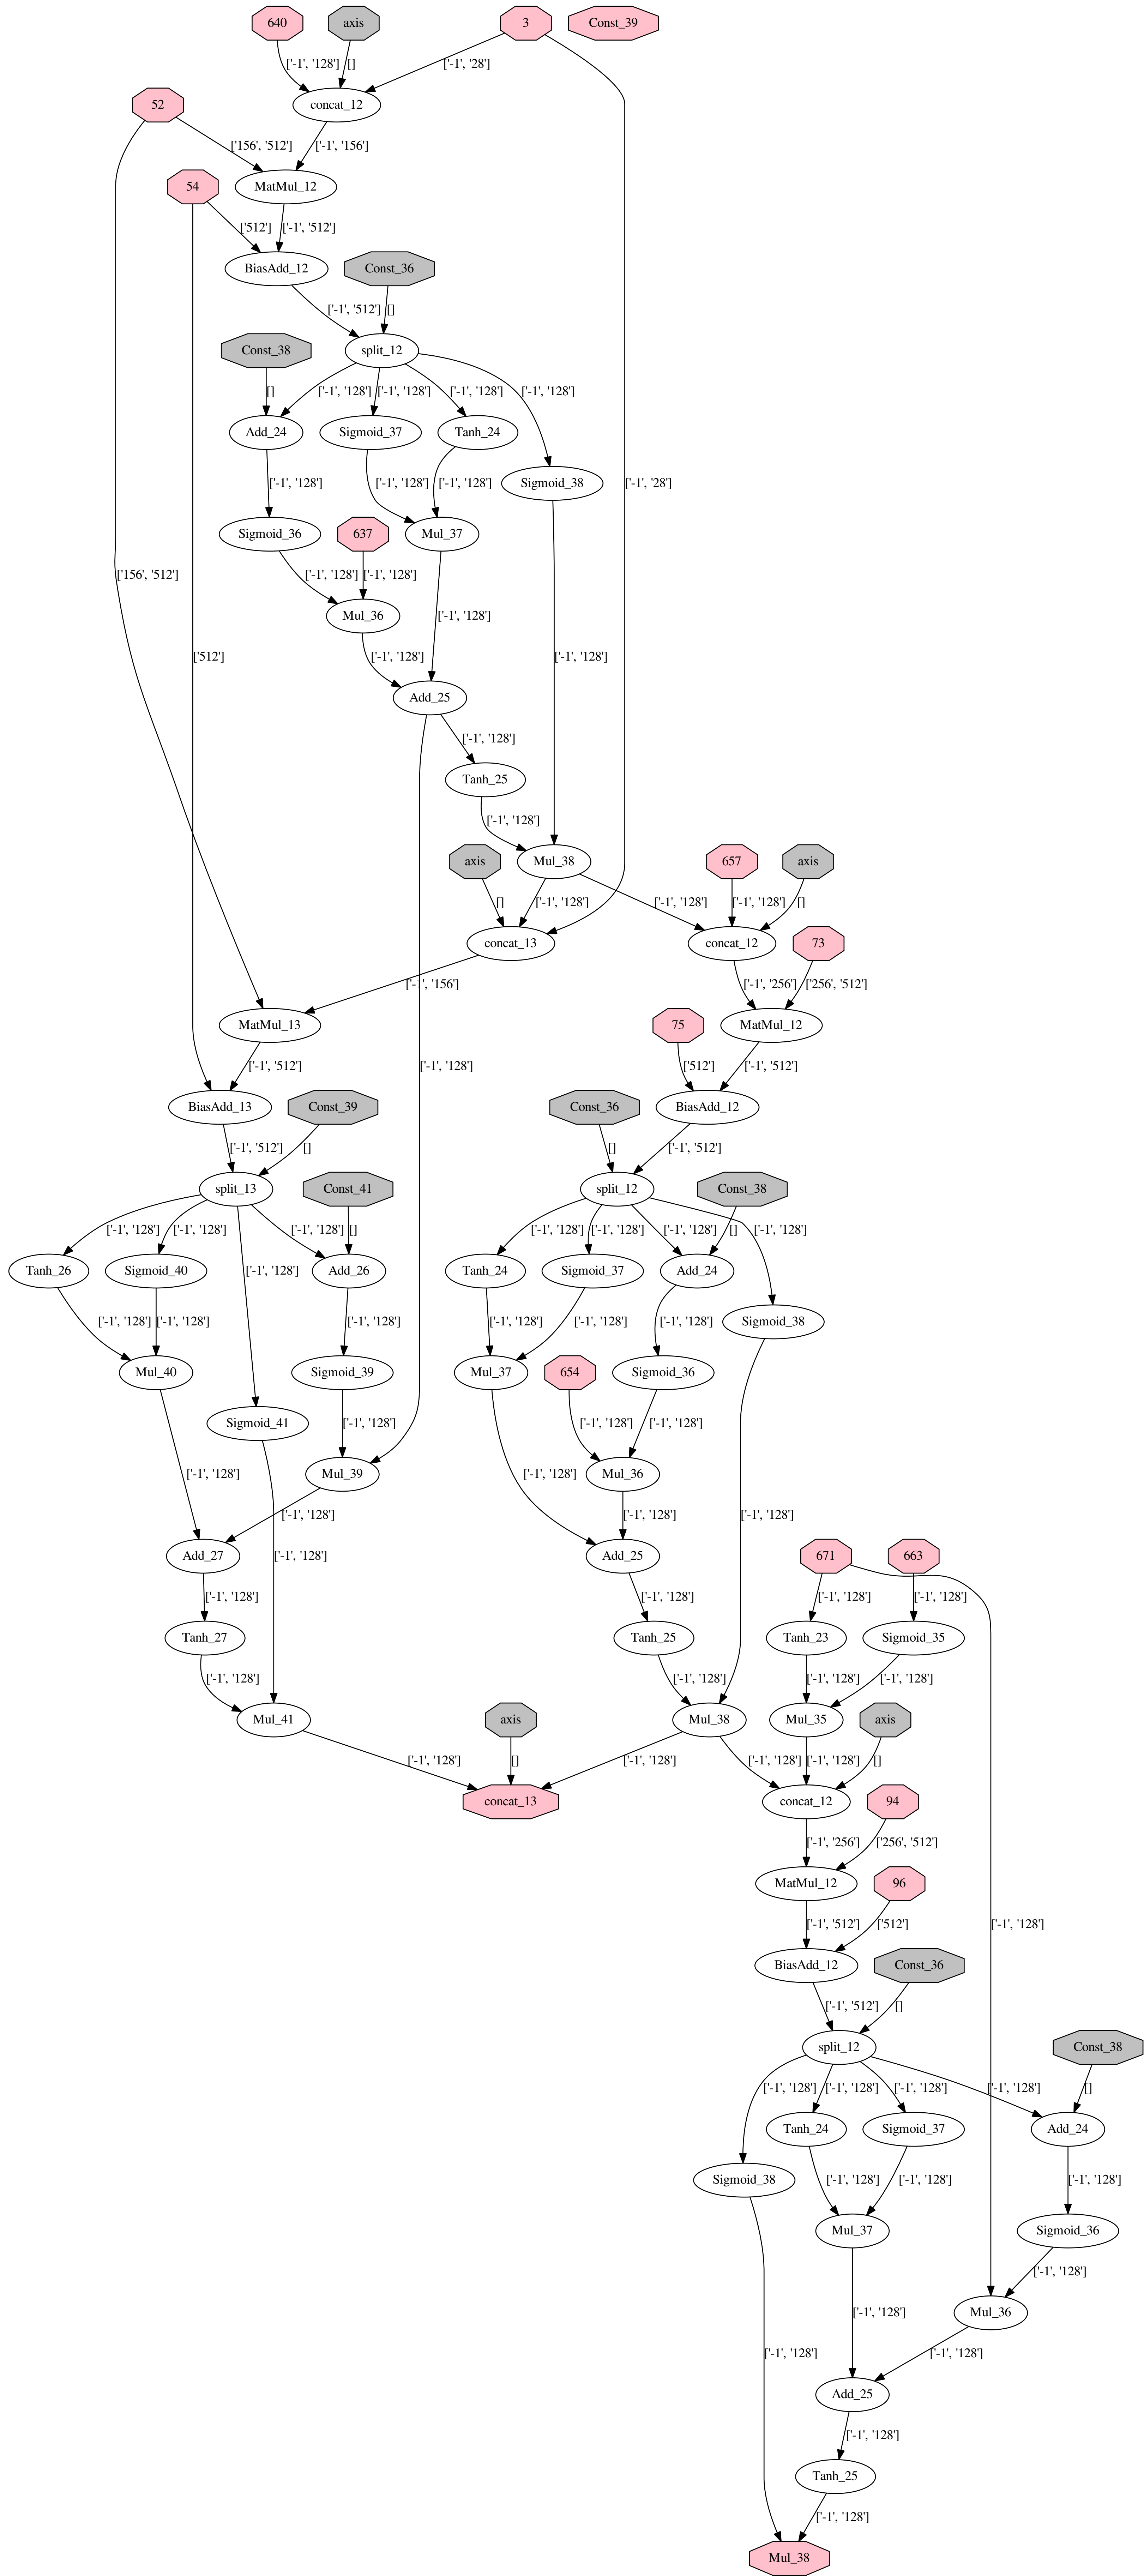 640 axis 3 Const_39
['-1', '128'] [] ['-1', '28']
52 concat_12
['156', '512'] ['-1', '156']
54 MatMul_12
['512'] ['-1', '512']
BiasAdd_12 Const_36
['-1', '512'] []
Const_38 split_12
[] ['-1', '128'] ['-1', '128'] ['-1', '128'] ['-1', '128']
Add_24 Sigmoid_37 Tanh_24
['-1', '128'] ['-1', '128'] ['-1', '128'] Sigmoid_38 ['-1', '28']
Sigmoid_36 637 Mul_37
['156', '512'] ['-1', '128'] ['-1', '128']
Mul_36 ['-1', '128']
['512'] ['-1', '128'] ['-1', '128']
Add_25
['-1', '128']
Tanh_25
['-1', '128']
axis Mul_38 657 axis
[] ['-1', '128'] ['-1', '128'] ['-1', '128'] []
concat_13 concat_12 73
['-1', '156'] ['-1', '256'] ['256', '512']
MatMul_13 75 MatMul_12
['-1', '512'] ['-1', '128'] ['512'] ['-1', '512']
BiasAdd_13 Const_39 Const_36 BiasAdd_12
['-1', '512'] [] [] ['-1', '512']
split_13 Const_41 split_12 Const_38
['-1', '128'] ['-1', '128'] ['-1', '128'] [] ['-1', '128'] ['-1', '128'] ['-1', '128'] [] ['-1', '128']
Tanh_26 Sigmoid_40 ['-1', '128'] Add_26 Tanh_24 Sigmoid_37 Add_24
['-1', '128'] ['-1', '128'] ['-1', '128'] ['-1', '128'] ['-1', '128'] ['-1', '128'] Sigmoid_38
Mul_40 Sigmoid_39 Mul_37 654 Sigmoid_36
Sigmoid_41 ['-1', '128'] ['-1', '128'] ['-1', '128']
['-1', '128'] Mul_39 ['-1', '128'] Mul_36
['-1', '128'] ['-1', '128'] ['-1', '128']
Add_27 ['-1', '128'] Add_25 671 663
['-1', '128'] ['-1', '128'] ['-1', '128'] ['-1', '128']
Tanh_27 Tanh_25 Tanh_23 Sigmoid_35
['-1', '128'] ['-1', '128'] ['-1', '128'] ['-1', '128']
Mul_41 axis Mul_38 Mul_35 axis
['-1', '128'] [] ['-1', '128'] ['-1', '128'] ['-1', '128'] []
concat_13 concat_12 94
['-1', '256'] ['256', '512']
MatMul_12 96
['-1', '512'] ['512'] ['-1', '128']
BiasAdd_12 Const_36
['-1', '512'] []
split_12 Const_38
['-1', '128'] ['-1', '128'] ['-1', '128'] ['-1', '128'] []
Tanh_24 Sigmoid_37 Add_24
Sigmoid_38 ['-1', '128'] ['-1', '128'] ['-1', '128']
Mul_37 Sigmoid_36
['-1', '128']
['-1', '128'] Mul_36
['-1', '128'] ['-1', '128']
Add_25
['-1', '128']
Tanh_25
['-1', '128']
Mul_38